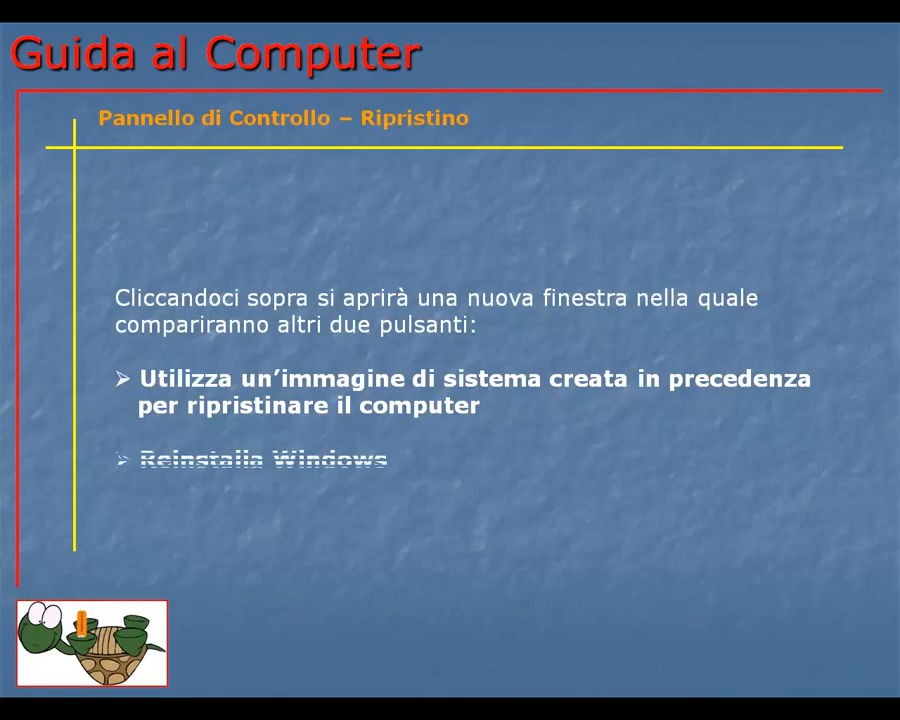 Guida al Computer
Pannello di Controllo – Ripristino
Cliccandoci sopra si aprirà una nuova finestra nella quale
compariranno altri due pulsanti:
➢ Utilizza un’immagine di sistema creata in precedenza
per ripristinare il computer
➢ Reinstalla Windows